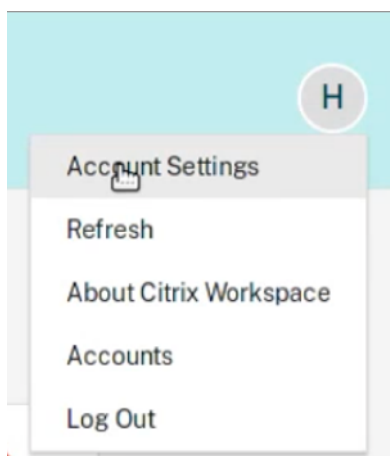 H
Account Settings
Refresh
About Citrix Workspace
Accounts
Log Out